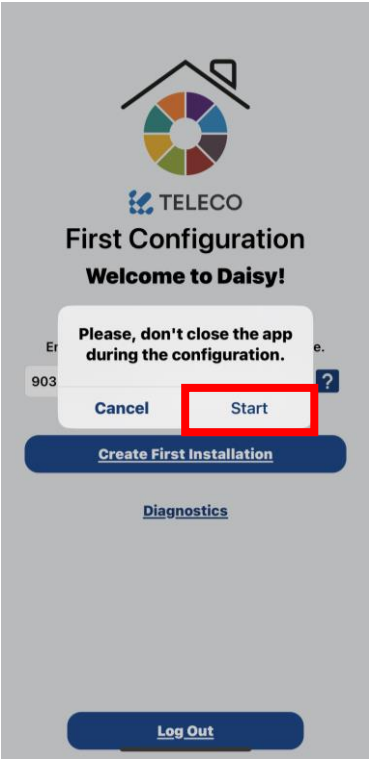 TELECO
First Configuration
Welcome to Daisy!
Please, don't close the app
during the configuration.
En
e.
903
?
Cancel
Start
Create First Installation
Diagnostics
Log Out